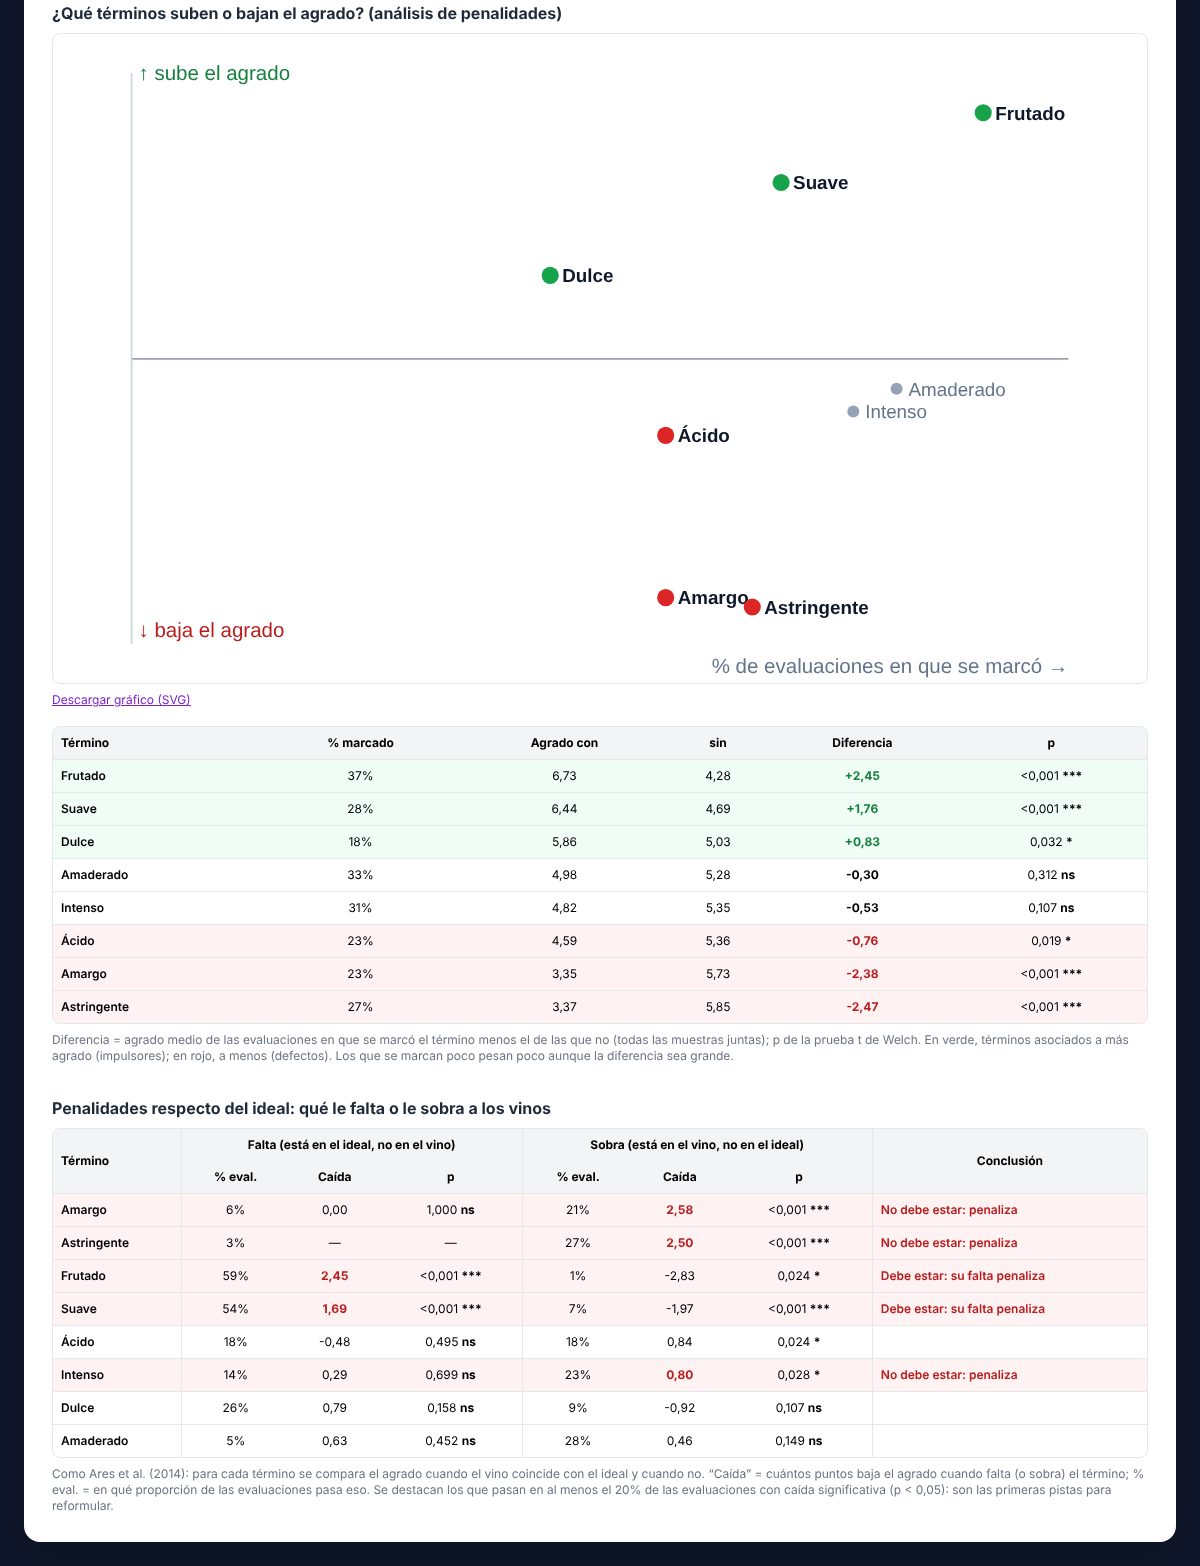 ¿Qué términos suben o bajan el agrado? (análisis de penalidades)
↑ sube el agrado
Frutado
Suave
Dulce
Amaderado
Intenso
Ácido
Amargo
Astringente
↓ baja el agrado
% de evaluaciones en que se marcó →
Descargar gráfico (SVG)
Término % marcado Agrado con sin Diferencia p
Frutado 37% 6,73 4,28 +2,45 <0,001 ***
Suave 28% 6,44 4,69 +1,76 <0,001 ***
Dulce 18% 5,86 5,03 +0,83 0,032 *
Amaderado 33% 4,98 5,28 -0,30 0,312 ns
Intenso 31% 4,82 5,35 -0,53 0,107 ns
Ácido 23% 4,59 5,36 -0,76 0,019 *
Amargo 23% 3,35 5,73 -2,38 <0,001 ***
Astringente 27% 3,37 5,85 -2,47 <0,001 ***
Diferencia = agrado medio de las evaluaciones en que se marcó el término menos el de las que no (todas las muestras juntas); p de la prueba t de Welch. En verde, términos asociados a más
agrado (impulsores); en rojo, a menos (defectos). Los que se marcan poco pesan poco aunque la diferencia sea grande.
Penalidades respecto del ideal: qué le falta o le sobra a los vinos
Término Falta (está en el ideal, no en el vino) Sobra (está en el vino, no en el ideal) Conclusión
% eval. Caída p % eval. Caída p
Amargo 6% 0,00 1,000 ns 21% 2,58 <0,001 *** No debe estar: penaliza
Astringente 3% — — 27% 2,50 <0,001 *** No debe estar: penaliza
Frutado 59% 2,45 <0,001 *** 1% -2,83 0,024 * Debe estar: su falta penaliza
Suave 54% 1,69 <0,001 *** 7% -1,97 <0,001 *** Debe estar: su falta penaliza
Ácido 18% -0,48 0,495 ns 18% 0,84 0,024 *
Intenso 14% 0,29 0,699 ns 23% 0,80 0,028 * No debe estar: penaliza
Dulce 26% 0,79 0,158 ns 9% -0,92 0,107 ns
Amaderado 5% 0,63 0,452 ns 28% 0,46 0,149 ns
Como Ares et al. (2014): para cada término se compara el agrado cuando el vino coincide con el ideal y cuando no. “Caída” = cuántos puntos baja el agrado cuando falta (o sobra) el término; %
eval. = en qué proporción de las evaluaciones pasa eso. Se destacan los que pasan en al menos el 20% de las evaluaciones con caída significativa (p < 0,05): son las primeras pistas para
reformular.